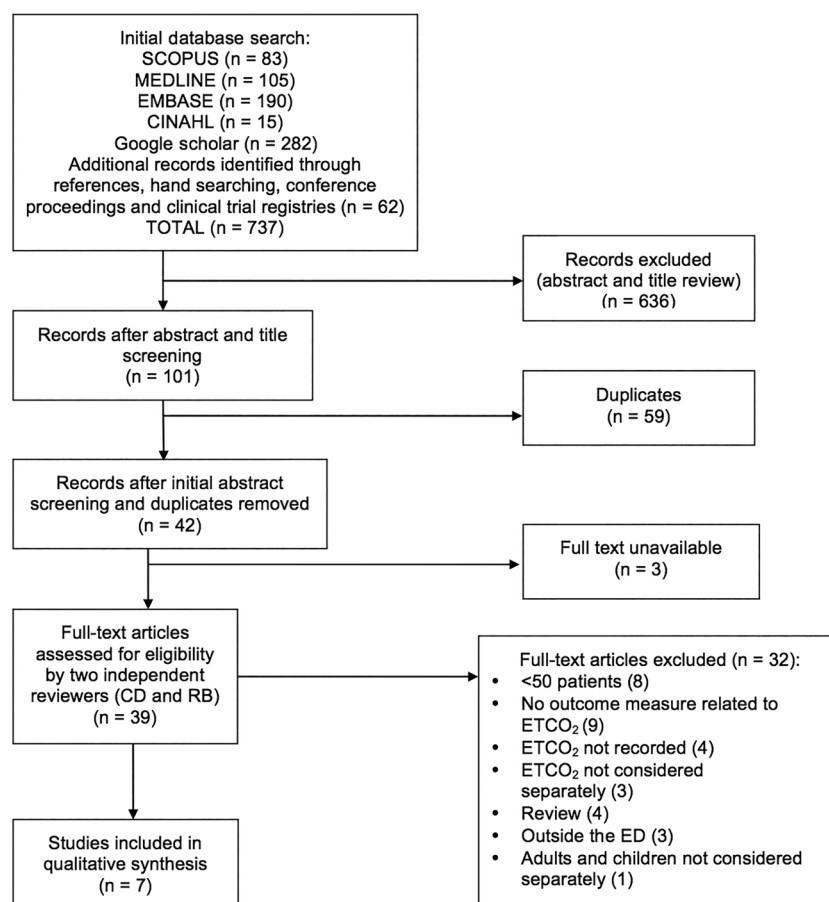 Initial database search:
SCOPUS (n = 83)
MEDLINE (n = 105)
EMBASE (n = 190)
CINAHL (n = 15)
Google scholar (n = 282)
Additional records identified through
references, hand searching, conference
proceedings and clinical trial registries (n = 62)
TOTAL (n = 737)
Records excluded
(abstract and title review)
(n = 636)
Records after abstract and title
screening
(n = 101)
Duplicates
(n = 59)
Records after initial abstract
screening and duplicates removed
(n = 42)
Full text unavailable
(n = 3)
Full-text articles
assessed for eligibility
by two independent
reviewers (CD and RB)
(n = 39)
Full-text articles excluded (n = 32):
• <50 patients (8)
• No outcome measure related to
ETCO₂ (9)
• ETCO₂ not recorded (4)
• ETCO₂ not considered
separately (3)
• Review (4)
• Outside the ED (3)
• Adults and children not considered
separately (1)
Studies included in
qualitative synthesis
(n = 7)